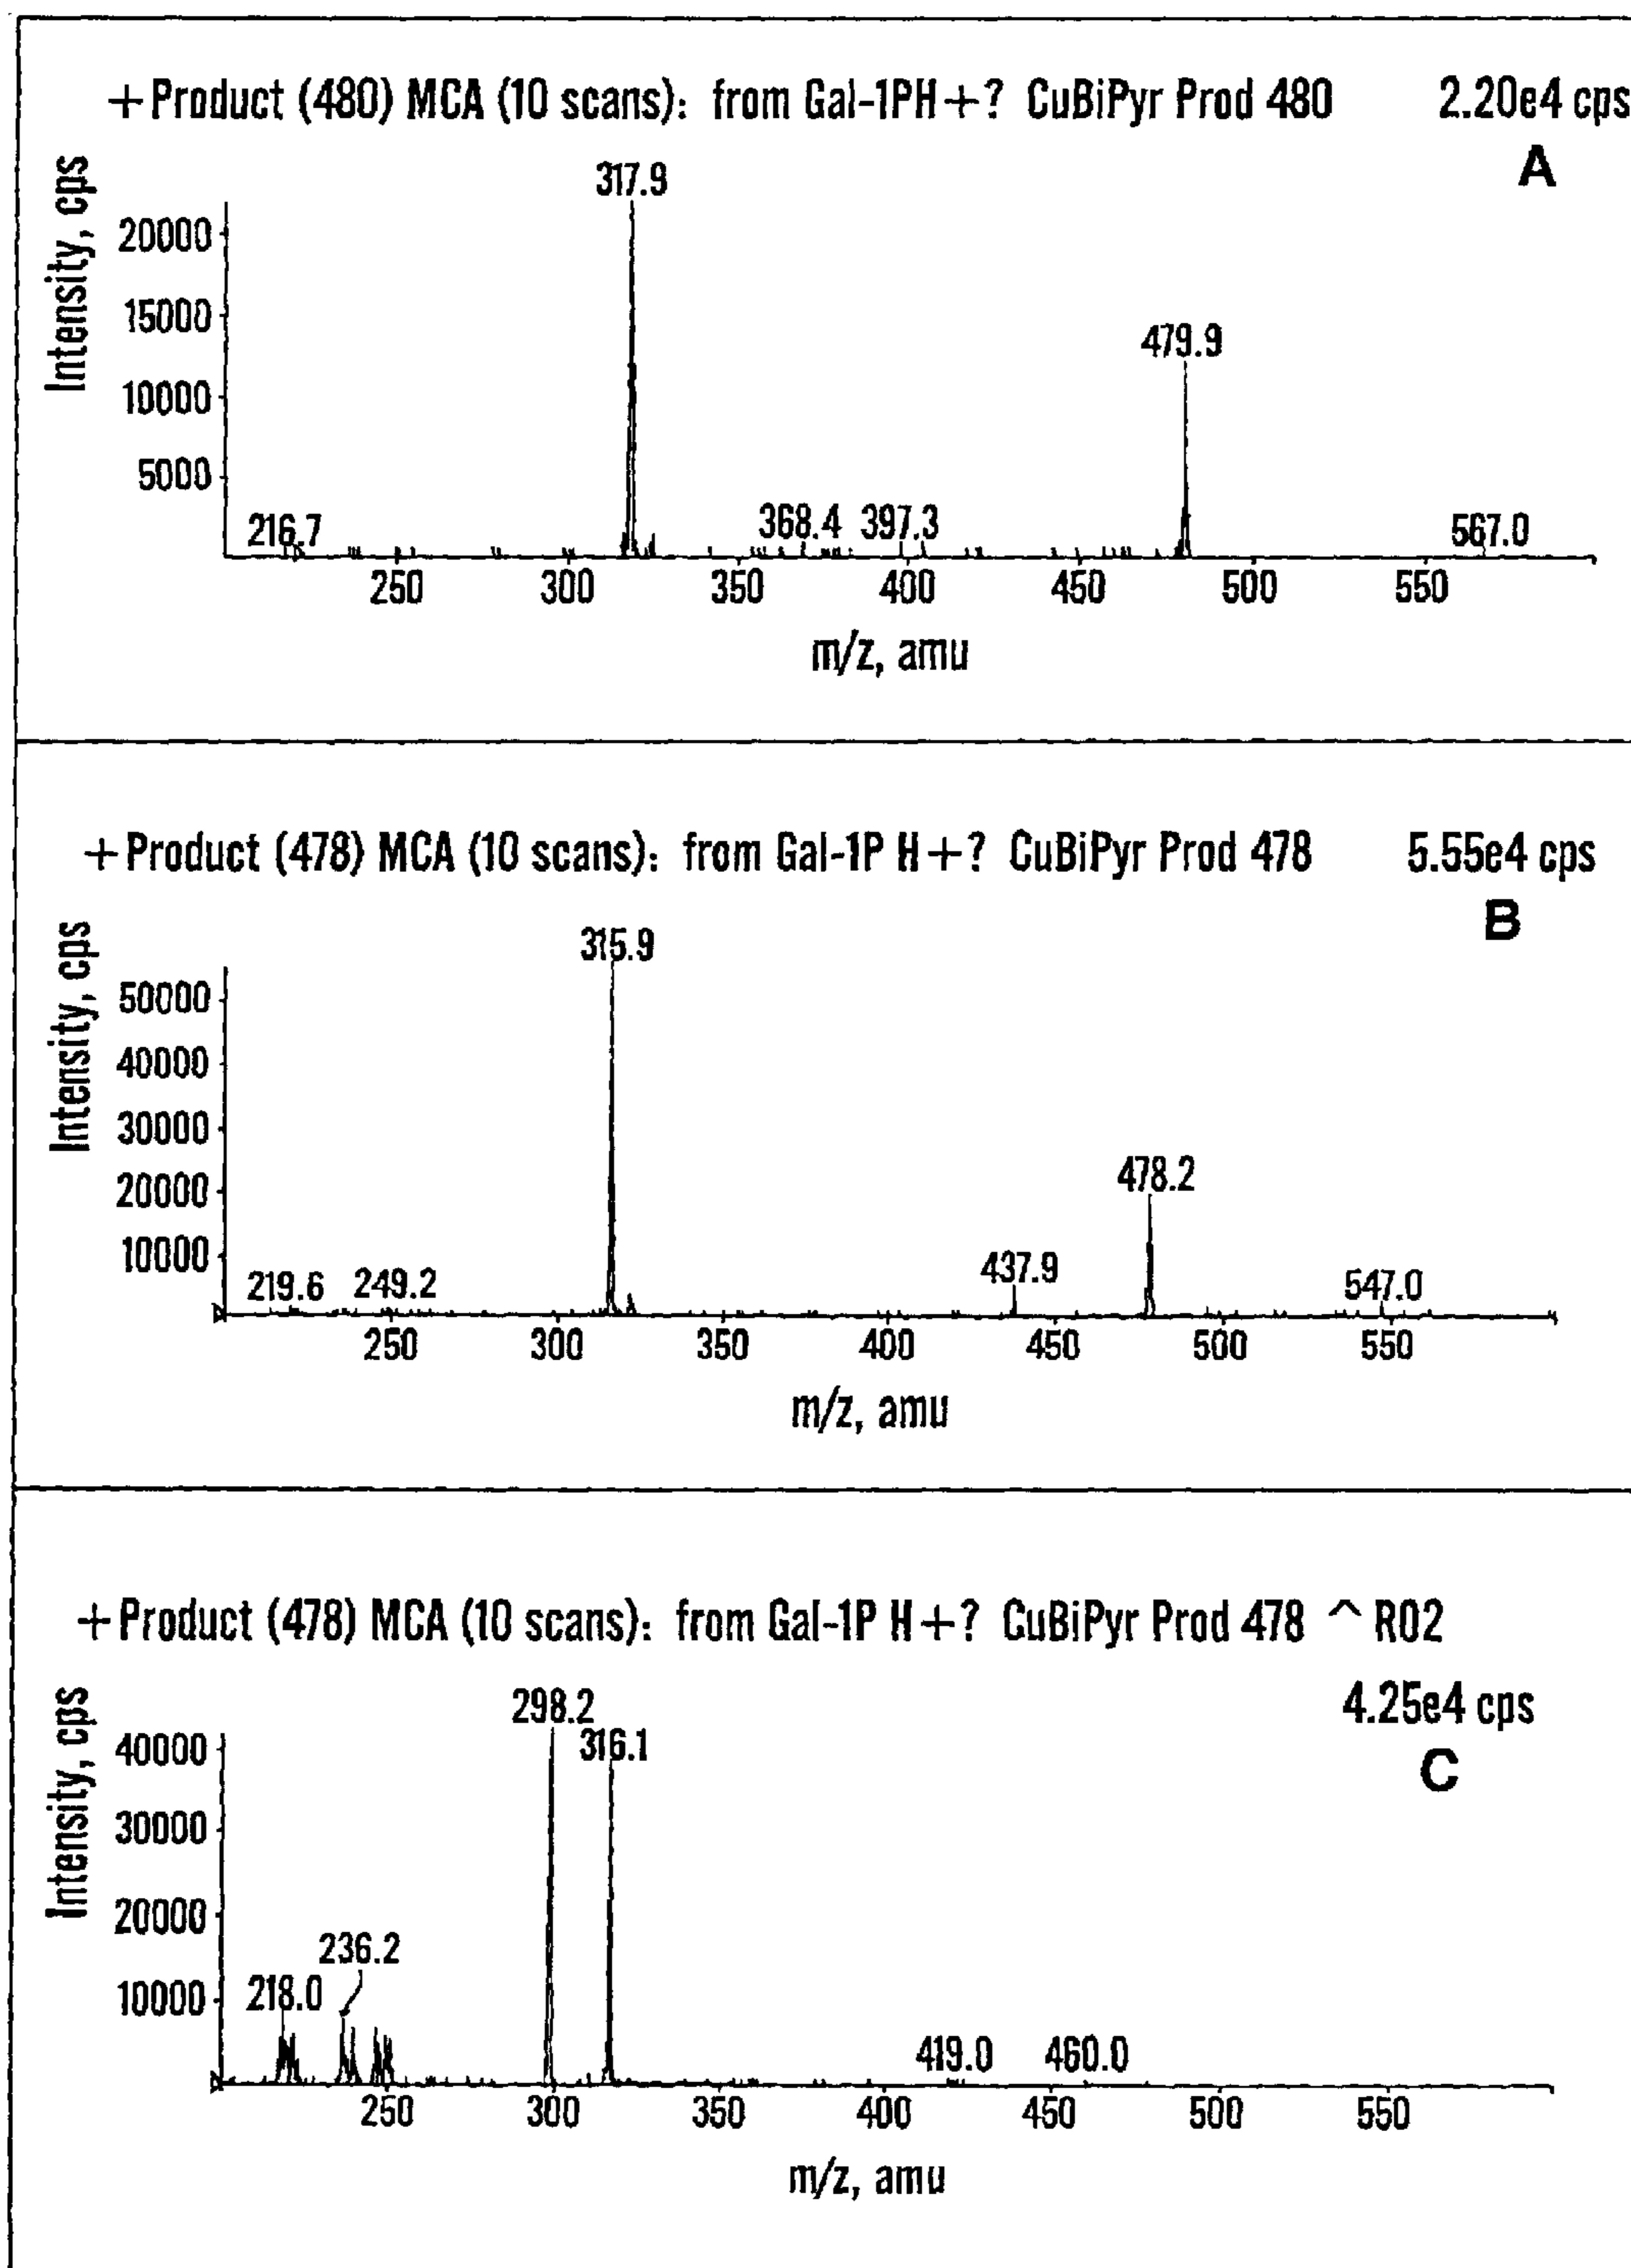 +Product (480) MCA (10 scans): from Gal-1PH+? CuBiPyr Prod 480 2.20e4 cps
A
Intensity, cps
317.9
20000
15000
479.9
10000
5000
216.7 368.4 397.3 567.0
250 300 350 400 450 500 550
m/z, amu
+Product (478) MCA (10 scans): from Gal-1P H+? CuBiPyr Prod 478 5.55e4 cps
B
Intensity, cps
315.9
50000
40000
30000
478.2
20000
10000
437.9
219.6 249.2 547.0
250 300 350 400 450 500 550
m/z, amu
+Product (478) MCA (10 scans): from Gal-1P H+? CuBiPyr Prod 478 ^ R02
4.25e4 cps
C
Intensity, cps
298.2
316.1
40000
30000
20000
236.2
10000
218.0
419.0 460.0
250 300 350 400 450 500 550
m/z, amu